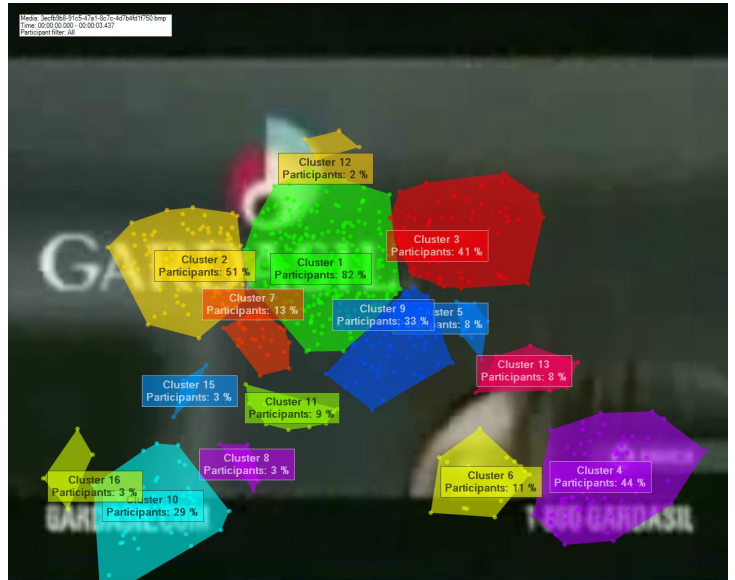 Media: 3ecfb9b8-91c5-47a1-8c7c-4d7b4fd1f750.bmp
Time: 00:00:00.000 - 00:00:03.437
Participant filter: All
Cluster 12
Participants: 2 %
Cluster 3
Participants: 41 %
Cluster 2
Participants: 51 %
Cluster 1
Participants: 82 %
Cluster 7
Participants: 13 %
Cluster 9
Participants: 33 %
uster 5
ants: 8 %
Cluster 13
Participants: 8 %
Cluster 15
Participants: 3 %
Cluster 11
Participants: 9 %
Cluster 8
Participants: 3 %
Cluster 16
Participants: 3 %
Cluster 10
Participants: 29 %
Cluster 6
Participants: 11 %
Cluster 4
Participants: 44 %
GARDASIL